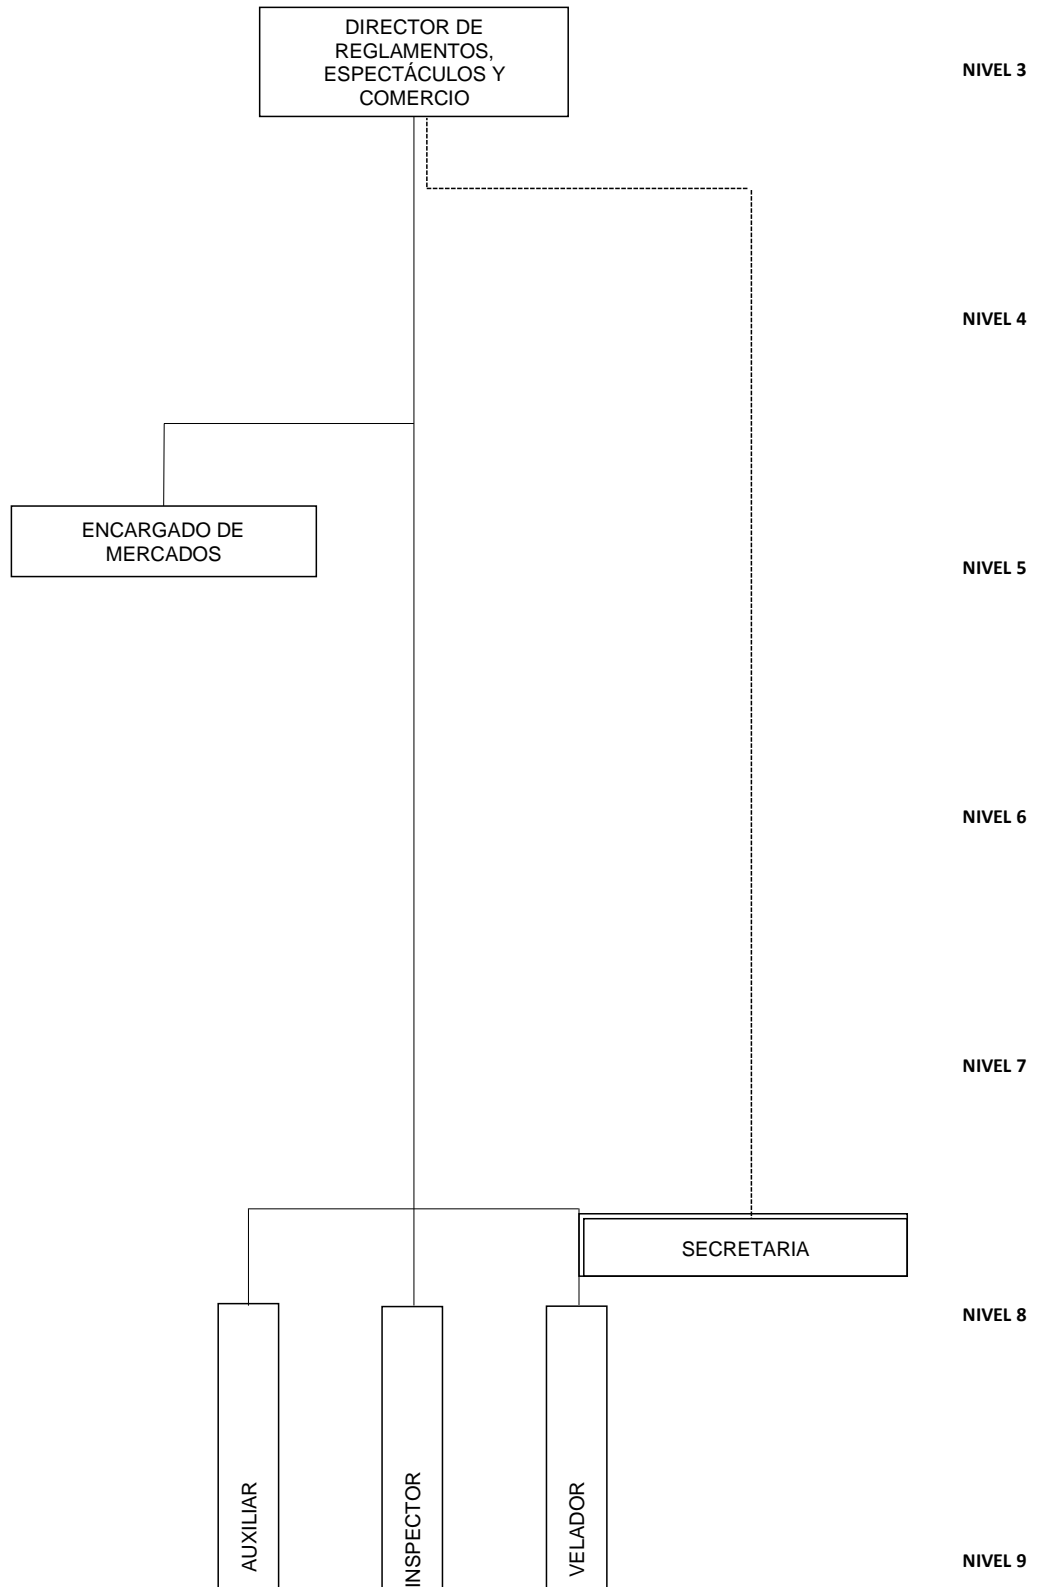 DIRECTOR DE
REGLAMENTOS,
ESPECTÁCULOS Y
COMERCIO
NIVEL 3
NIVEL 4
ENCARGADO DE
MERCADOS
NIVEL 5
NIVEL 6
NIVEL 7
SECRETARIA
NIVEL 8
AUXILIAR
INSPECTOR
VELADOR
NIVEL 9